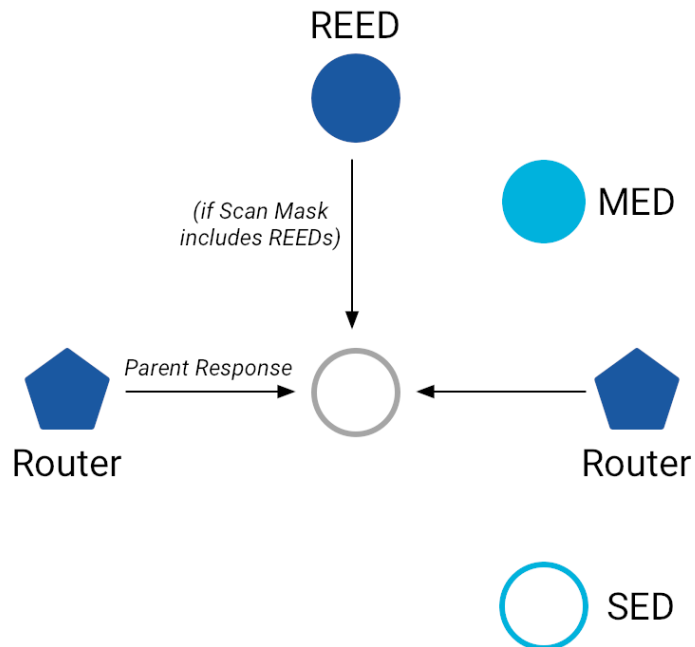 REED
MED
(if Scan Mask
includes REEDs)
Parent Response
Router
Router
SED